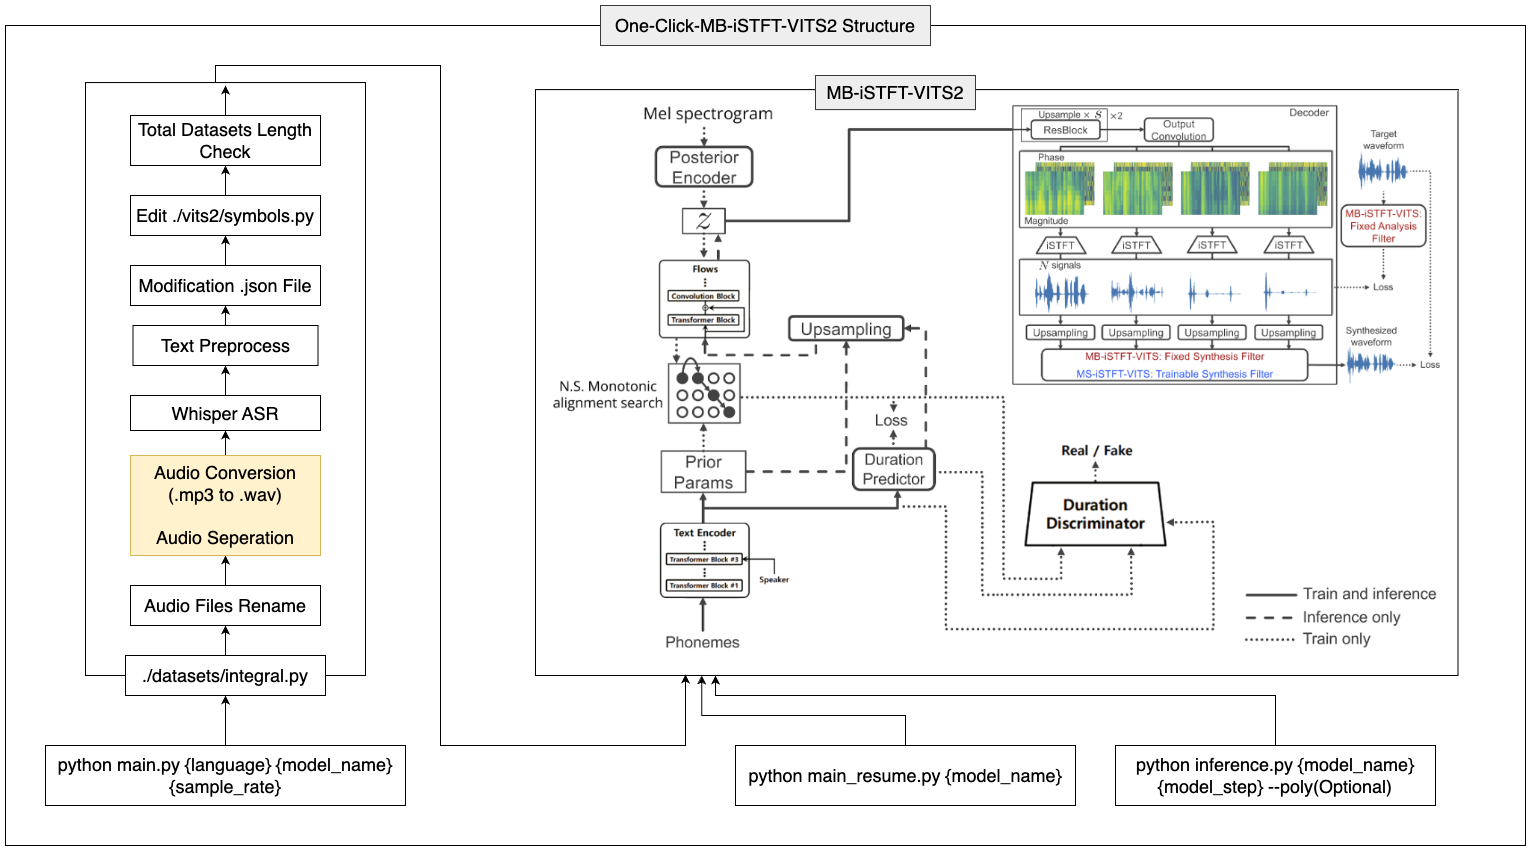 One-Click-MB-iSTFT-VITS2 Structure
Total Datasets Length
Check
Edit ./vits2/symbols.py
Modification .json File
Text Preprocess
Whisper ASR
Audio Conversion
(.mp3 to .wav)
Audio Seperation
Audio Files Rename
./datasets/integral.py
python main.py {language} {model_name}
{sample_rate}
MB-iSTFT-VITS2
Mel spectrogram
Posterior
Encoder
z
Flows
Convolution Block
Transformer Block
Upsampling
N.S. Monotonic
alignment search
Loss
Prior
Params
Duration
Predictor
Text Encoder
Transformer Block #3
Speaker
Transformer Block #1
Phonemes
Decoder
Upsample × S ×2
ResBlock
Output
Convolution
Phase
Magnitude
iSTFT
iSTFT
iSTFT
iSTFT
N signals
Upsampling
Upsampling
Upsampling
Upsampling
MB-iSTFT-VITS: Fixed Synthesis Filter
MS-iSTFT-VITS: Trainable Synthesis Filter
Target
waveform
MB-iSTFT-VITS:
Fixed Analysis
Filter
Loss
Synthesized
waveform
Loss
Real / Fake
Duration
Discriminator
Train and inference
Inference only
Train only
python main_resume.py {model_name}
python inference.py {model_name}
{model_step} --poly(Optional)